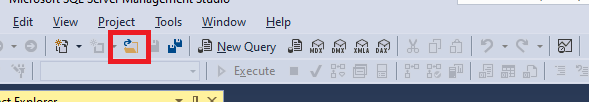 Microsoft SQL Server Management Studio
Edit View Project Tools Window Help
New Query MDX DMX XMLA DAX
Execute
ct Explorer